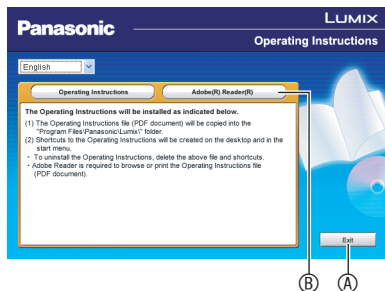 Panasonic
LUMIX
Operating Instructions
English
Operating Instructions
Adobe(R) Reader(R)
The Operating Instructions will be installed as indicated below.
(1) The Operating Instructions file (PDF document) will be copied into the
"Program Files\Panasonic\Lumix\" folder.
(2) Shortcuts to the Operating Instructions will be created on the desktop and in the
start menu.
・ To uninstall the Operating Instructions, delete the above file and shortcuts.
・ Adobe Reader is required to browse or print the Operating Instructions file
(PDF document).
Exit
Ⓑ Ⓐ